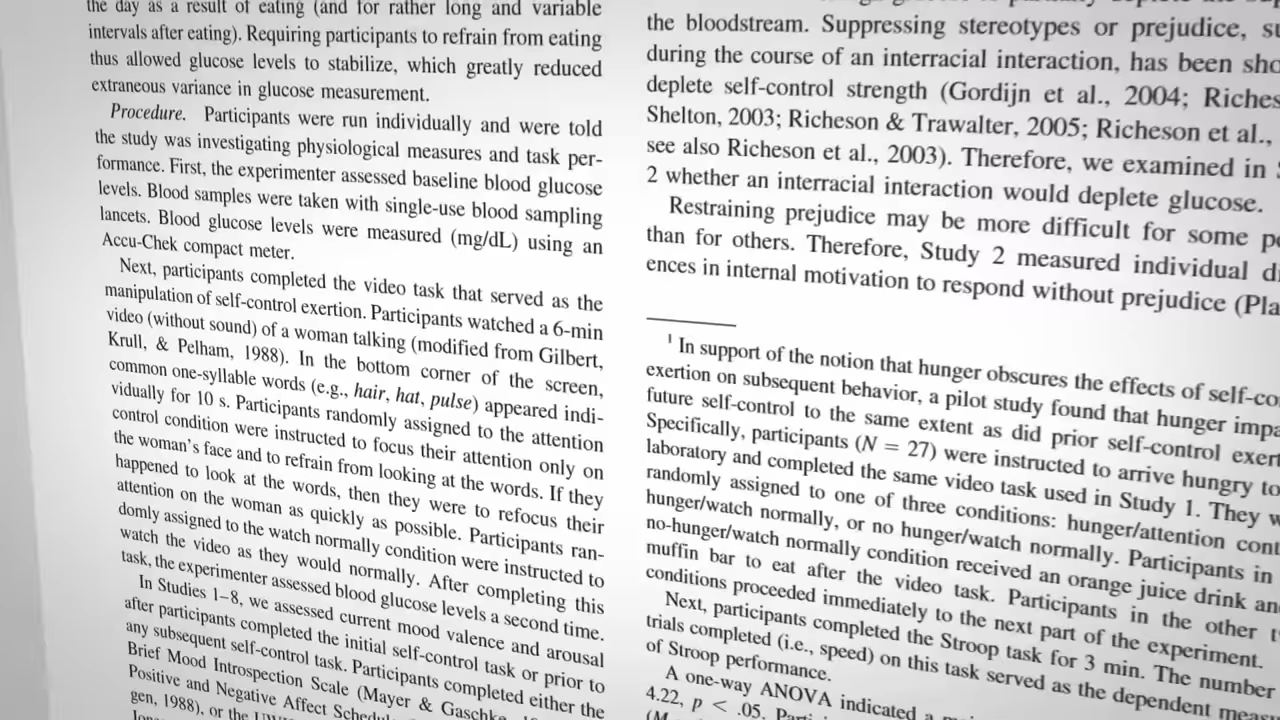 the day as a result of eating (and for rather long and variable
intervals after eating). Requiring participants to refrain from eating
thus allowed glucose levels to stabilize, which greatly reduced
extraneous variance in glucose measurement.
Procedure. Participants were run individually and were told
the study was investigating physiological measures and task per-
formance. First, the experimenter assessed baseline blood glucose
levels. Blood samples were taken with single-use blood sampling
lancets. Blood glucose levels were measured (mg/dL) using an
Accu-Chek compact meter.
Next, participants completed the video task that served as the
manipulation of self-control exertion. Participants watched a 6-min
video (without sound) of a woman talking (modified from Gilbert,
Krull, & Pelham, 1988). In the bottom corner of the screen,
common one-syllable words (e.g., hair, hat, pulse) appeared indi-
vidually for 10 s. Participants randomly assigned to the attention
control condition were instructed to focus their attention only on
the woman's face and to refrain from looking at the words. If they
happened to look at the words, then they were to refocus their
attention on the woman as quickly as possible. Participants ran-
domly assigned to the watch normally condition were instructed to
watch the video as they would normally. After completing this
task, the experimenter assessed blood glucose levels a second time.
In Studies 1–8, we assessed current mood valence and arousal
after participants completed the initial self-control task or prior to
any subsequent self-control task. Participants completed either the
Brief Mood Introspection Scale (Mayer & Gaschke,
Positive and Negative Affect
gen, 1988), or the
the bloodstream. Suppressing stereotypes or prejudice,
during the course of an interracial interaction, has been
deplete self-control strength (Gordijn et al., 2004;
Shelton, 2003; Richeson & Trawalter, 2005; Richeson et al.,
see also Richeson et al., 2003). Therefore, we examined in
2 whether an interracial interaction would deplete glucose.
Restraining prejudice may be more difficult for some
than for others. Therefore, Study 2 measured individual
ences in internal motivation to respond without prejudice
1 In support of the notion that hunger obscures the effects of
exertion on subsequent behavior, a pilot study found that hunger
future self-control to the same extent as did prior self-control
Specifically, participants (N = 27) were instructed to arrive hungry to
laboratory and completed the same video task used in Study 1. They
randomly assigned to one of three conditions: hunger/attention
hunger/watch normally, or no hunger/watch normally. Participants in
no-hunger/watch normally condition received an orange juice drink
muffin bar to eat after the video task. Participants in the other
conditions proceeded immediately to the next part of the experiment.
Next, participants completed the Stroop task for 3 min. The number
trials completed (i.e., speed) on this task served as the dependent
of Stroop performance.
A one-way ANOVA indicated a
4.22, p < .05.